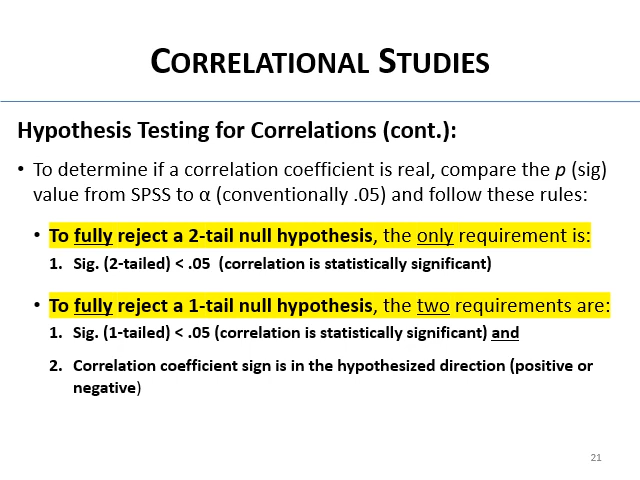 CORRELATIONAL STUDIES
Hypothesis Testing for Correlations (cont.):
• To determine if a correlation coefficient is real, compare the p (sig)
value from SPSS to α (conventionally .05) and follow these rules:
• To fully reject a 2-tail null hypothesis, the only requirement is:
1. Sig. (2-tailed) < .05 (correlation is statistically significant)
• To fully reject a 1-tail null hypothesis, the two requirements are:
1. Sig. (1-tailed) < .05 (correlation is statistically significant) and
2. Correlation coefficient sign is in the hypothesized direction (positive or
negative)
21